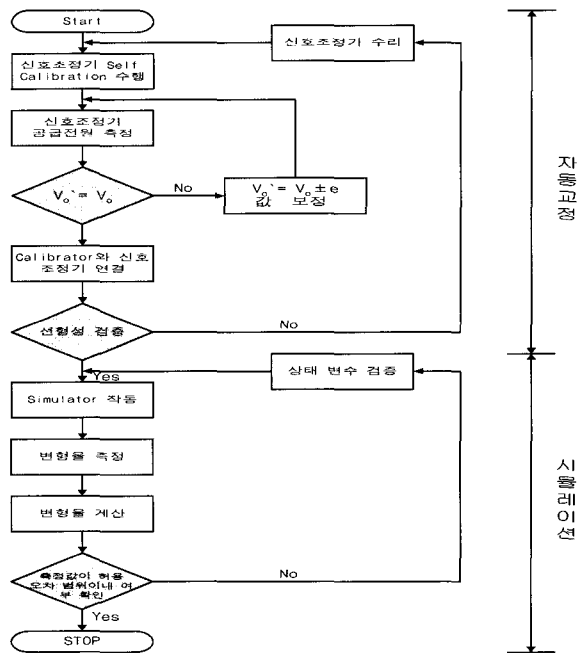 Start
신호조정기 수리
신호조정기 Self
Calibration 수행
신호조정기
공급전원 측정
Vo`= Vo
No
Vo`= Vo ± e
값 보정
Calibrator와 신호
조정기 연결
선형성 검증
No
자동교정
Yes
상태 변수 검증
Simulator 작동
변형율 측정
변형율 계산
측정값이 허용
오차 범위이내 여
부 확인
No
Yes
STOP
시뮬레이션